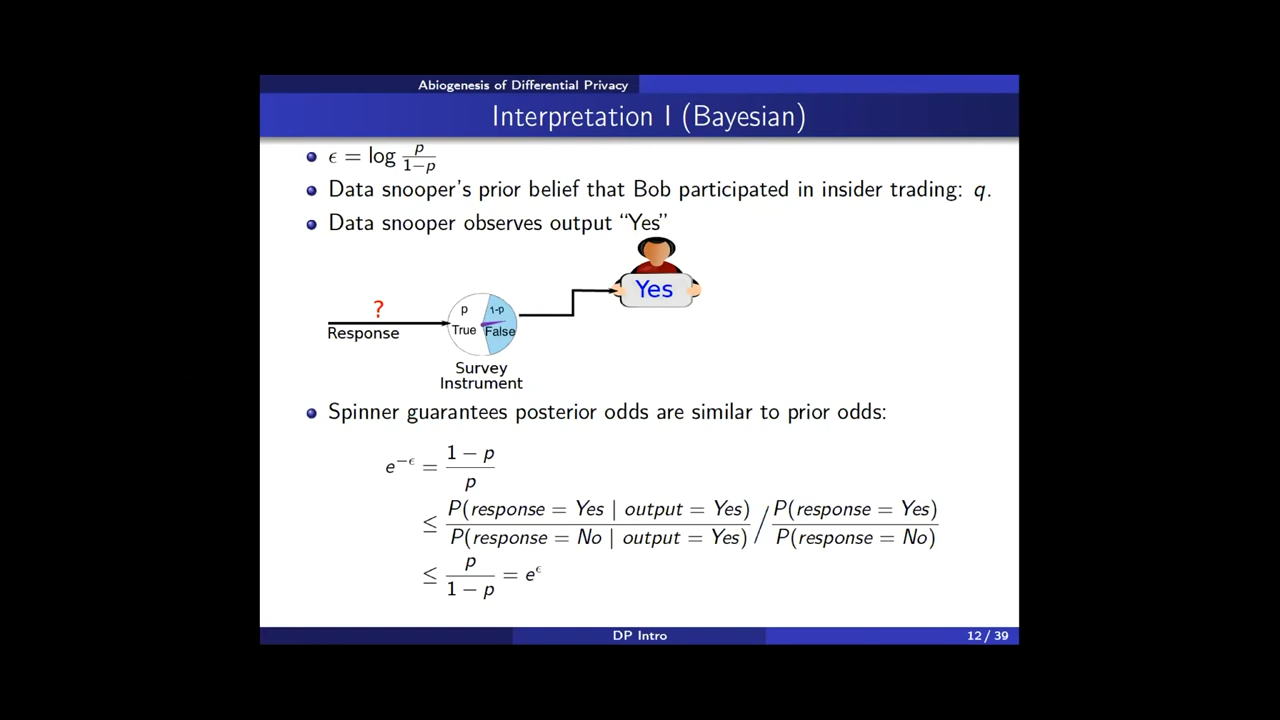 Abiogenesis of Differential Privacy
Interpretation I (Bayesian)
ϵ = log p/(1−p)
Data snooper's prior belief that Bob participated in insider trading: q.
Data snooper observes output “Yes”
Yes
?
Response
p 1-p
True False
Survey
Instrument
Spinner guarantees posterior odds are similar to prior odds:
e^{−ϵ} = (1 − p)/p
≤ P(response = Yes | output = Yes)/P(response = No | output = Yes) / P(response = Yes)/P(response = No)
≤ p/(1 − p) = e^ϵ
DP Intro 12 / 39